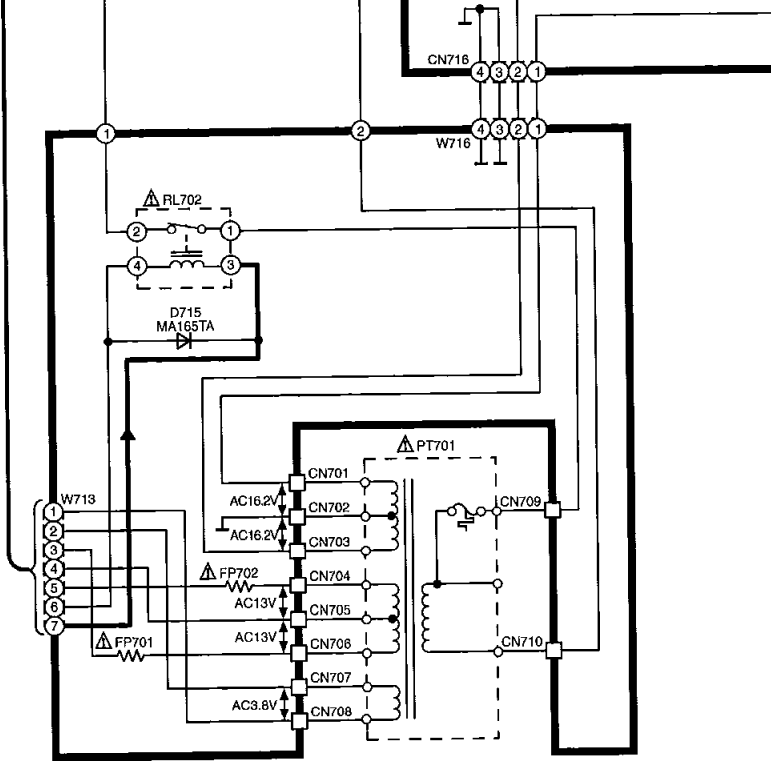 CN716
4 3 2 1
1
2
4 3 2 1
W716
RL702
2
1
4
3
D715
MA165TA
PT701
W713
1
2
3
4
5
6
7
CN701
AC16.2V
CN702
AC16.2V
CN703
CN709
FP702
CN704
AC13V
CN705
FP701
AC13V
CN706
CN710
CN707
AC3.8V
CN708